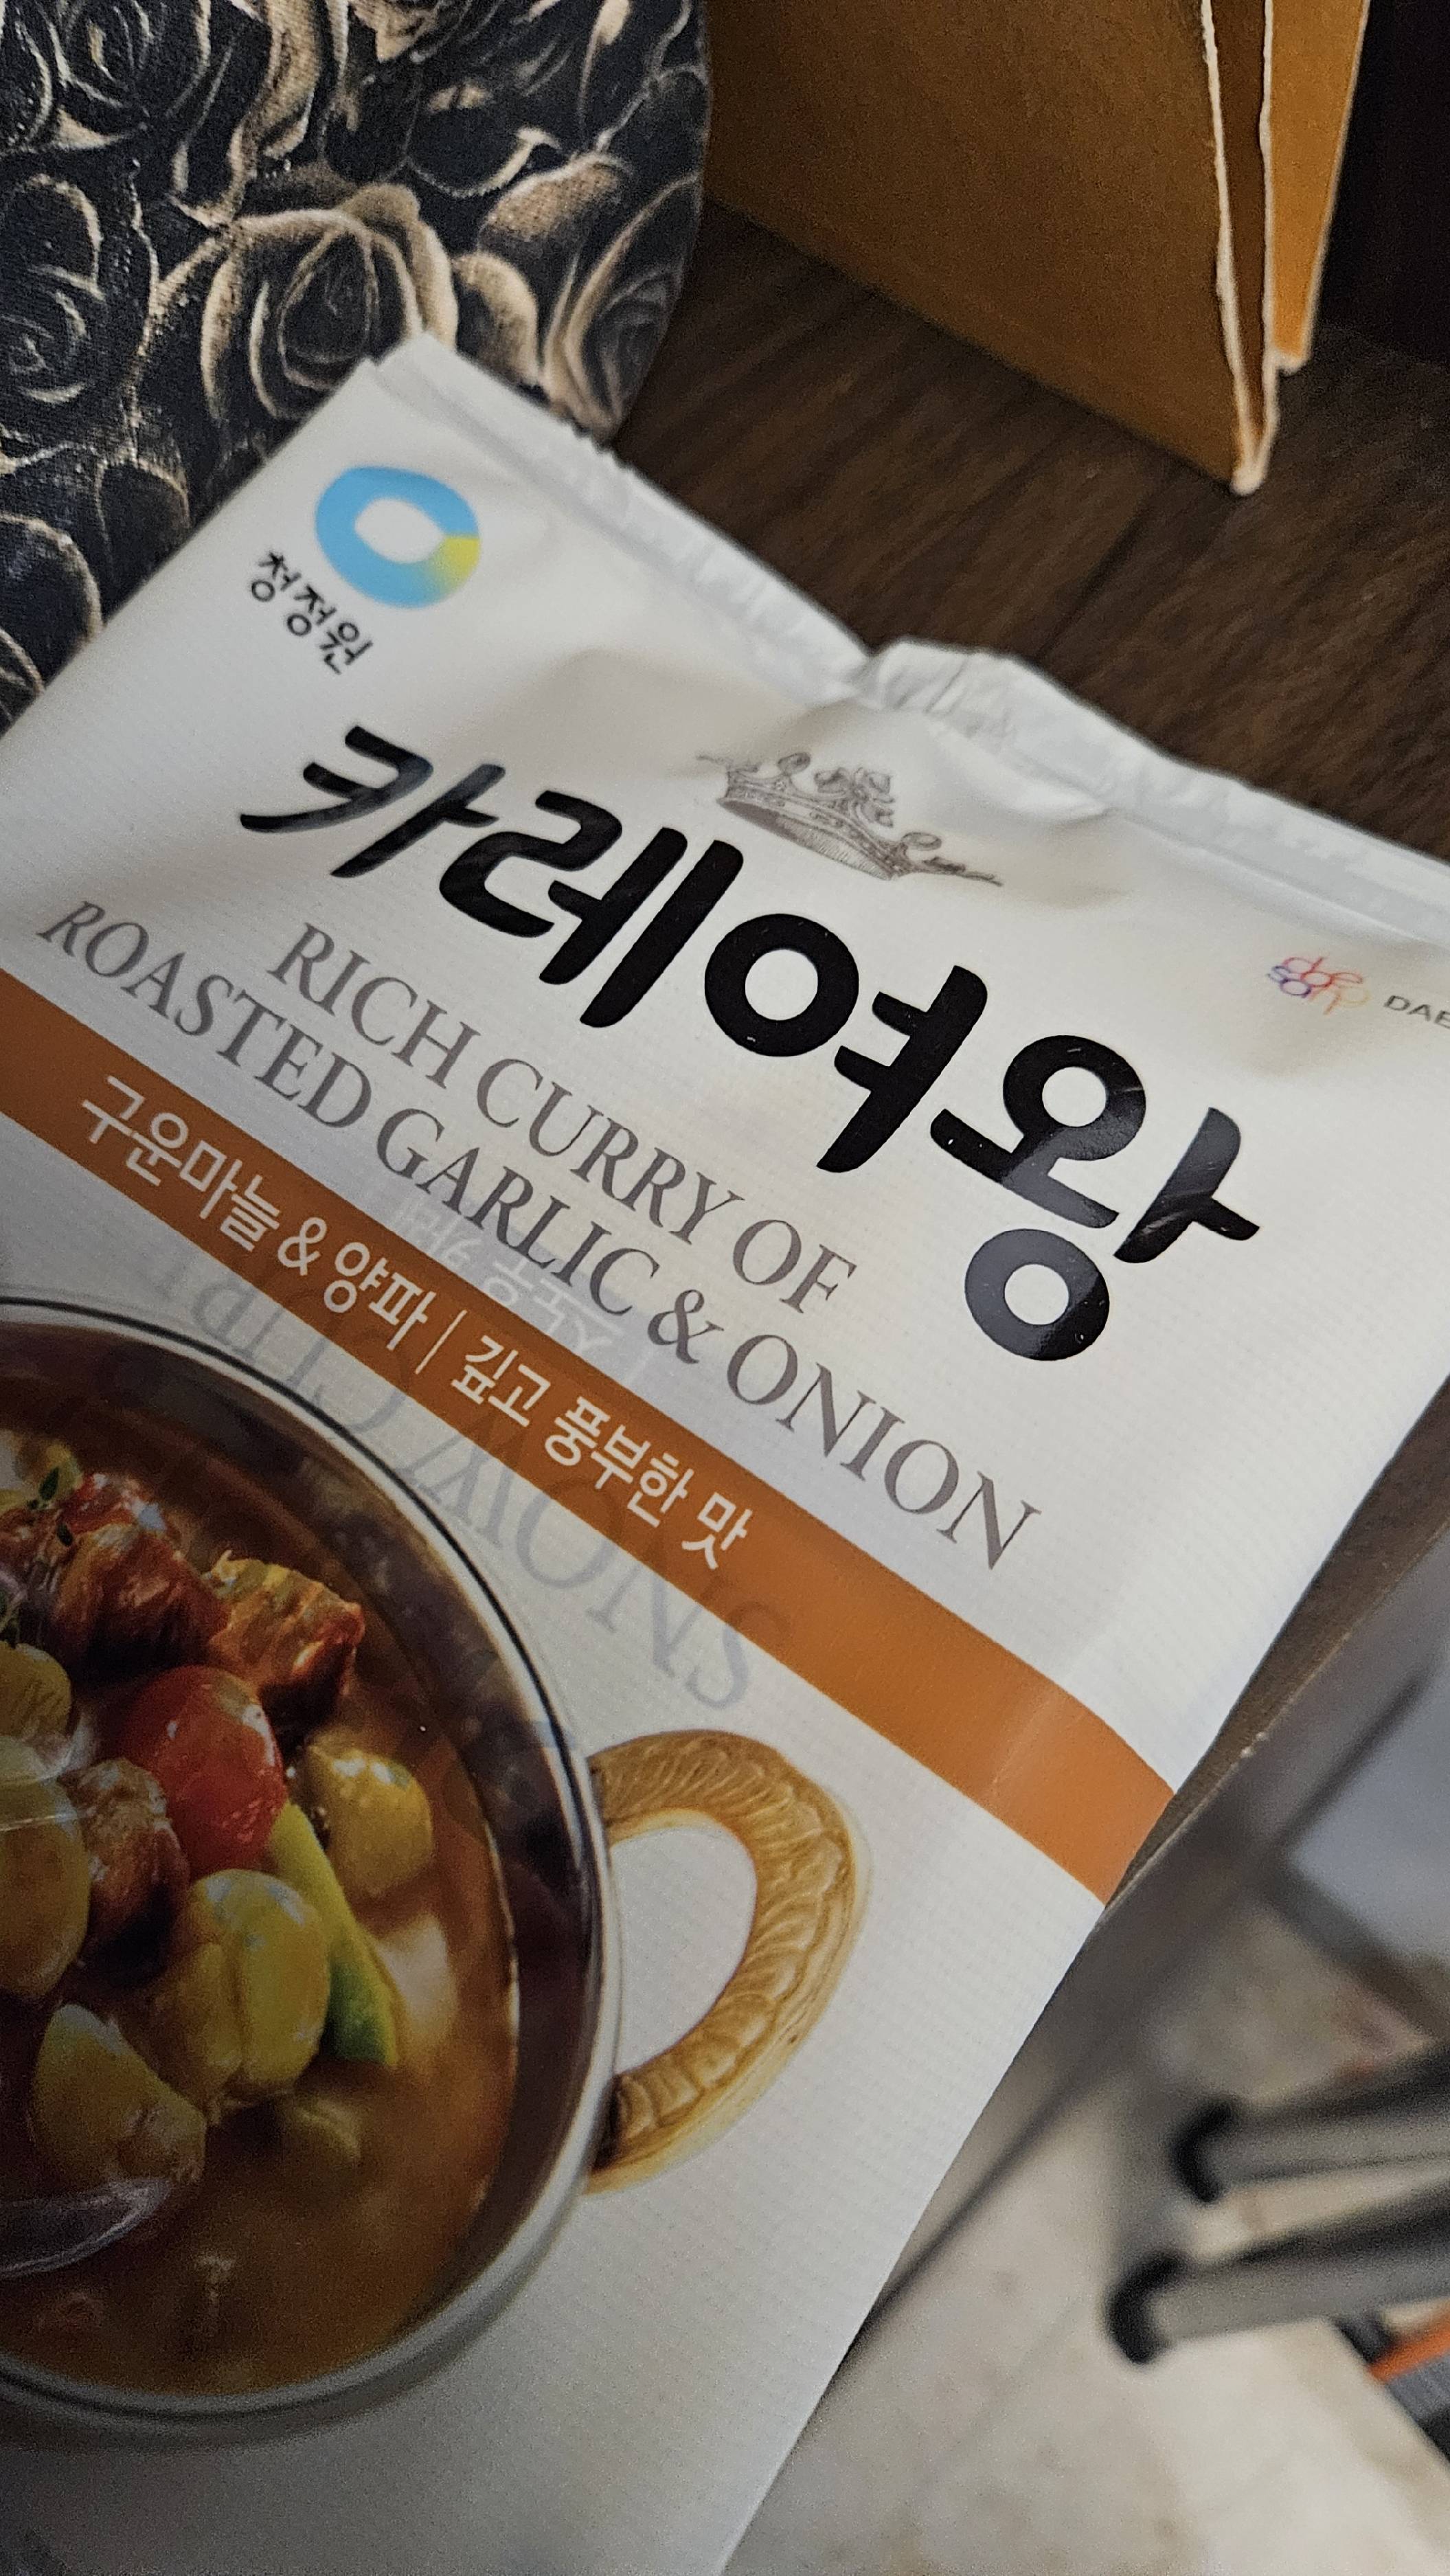 청정원
카레여왕
DAE
RICH CURRY OF
ROASTED GARLIC & ONION
구운마늘 & 양파 | 깊고 풍부한 맛